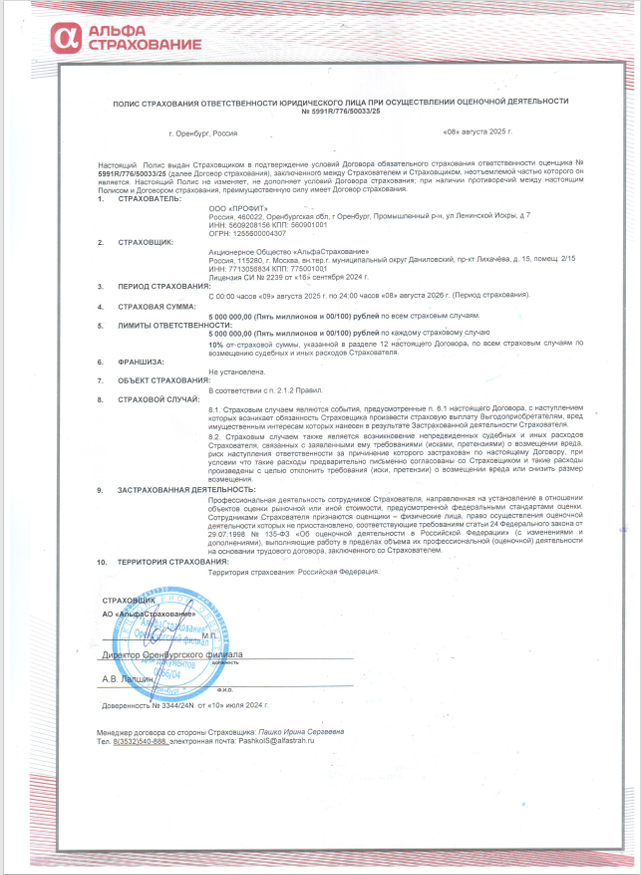 АЛЬФА
СТРАХОВАНИЕ
ПОЛИС СТРАХОВАНИЯ ОТВЕТСТВЕННОСТИ ЮРИДИЧЕСКОГО ЛИЦА ПРИ ОСУЩЕСТВЛЕНИИ ОЦЕНОЧНОЙ ДЕЯТЕЛЬНОСТИ
№ 5991R/776/50033/25
г. Оренбург, Россия «08» августа 2025 г.
Настоящий Полис выдан Страховщиком в подтверждение условий Договора обязательного страхования ответственности оценщика №
5991R/776/50033/25 (далее Договор страхования), заключенного между Страхователем и Страховщиком, неотъемлемой частью которого он
является. Настоящий Полис не изменяет, не дополняет условий Договора страхования; при наличии противоречий между настоящим
Полисом и Договором страхования, преимущественную силу имеет Договор страхования.
1. СТРАХОВАТЕЛЬ:
ООО «ПРОФИТ»
Россия, 460022, Оренбургская обл, г Оренбург, Промышленный р-н, ул Ленинской Искры, д 7
ИНН: 5609208156 КПП: 560901001
ОГРН: 1255600004307
2. СТРАХОВЩИК:
Акционерное Общество «АльфаСтрахование»
Россия, 115280, г. Москва, вн.тер.г. муниципальный округ Даниловский, пр-кт Лихачёва, д. 15, помещ. 2/15
ИНН: 7713056834 КПП: 775001001
Лицензия СИ № 2239 от «16» сентября 2024 г.
3. ПЕРИОД СТРАХОВАНИЯ:
С 00:00 часов «09» августа 2025 г. по 24:00 часов «08» августа 2026 г. (Период страхования).
4. СТРАХОВАЯ СУММА:
5 000 000,00 (Пять миллионов и 00/100) рублей по всем страховым случаям.
5. ЛИМИТЫ ОТВЕТСТВЕННОСТИ:
5 000 000,00 (Пять миллионов и 00/100) рублей по каждому страховому случаю
10% от страховой суммы, указанной в разделе 12 настоящего Договора, по всем страховым случаям по
возмещению судебных и иных расходов Страхователя.
6. ФРАНШИЗА:
Не установлена.
7. ОБЪЕКТ СТРАХОВАНИЯ:
В соответствии с п. 2.1.2 Правил.
8. СТРАХОВОЙ СЛУЧАЙ:
8.1. Страховым случаем являются события, предусмотренные п. 6.1 настоящего Договора, с наступлением
которых возникает обязанность Страховщика произвести страховую выплату Выгодоприобретателям, вред
имущественным интересам которых нанесен в результате Застрахованной деятельности Страхователя.
8.2. Страховым случаем также является возникновение непредвиденных судебных и иных расходов
Страхователя, связанных с заявленными ему требованиями (исками, претензиями) о возмещении вреда,
риск наступления ответственности за причинение которого застрахован по настоящему Договору, при
условии что такие расходы предварительно письменно согласованы со Страховщиком и такие расходы
произведены с целью отклонить требования (иски, претензии) о возмещении вреда или снизить размер
возмещения.
9. ЗАСТРАХОВАННАЯ ДЕЯТЕЛЬНОСТЬ:
Профессиональная деятельность сотрудников Страхователя, направленная на установление в отношении
объектов оценки рыночной или иной стоимости, предусмотренной федеральными стандартами оценки.
Сотрудниками Страхователя признаются оценщики – физические лица, право осуществления оценочной
деятельности которых не приостановлено, соответствующие требованиям статьи 24 Федерального закона от
29.07.1998 № 135-ФЗ «Об оценочной деятельности в Российской Федерации» (с изменениями и
дополнениями), выполняющие работу в пределах объема их профессиональной (оценочной) деятельности
на основании трудового договора, заключенного со Страхователем.
10. ТЕРРИТОРИЯ СТРАХОВАНИЯ:
Территория страхования: Российская Федерация.
СТРАХОВЩИК
АО «АльфаСтрахование»
"АльфаСтрахование"
Оренбургский филиал
М.П.
Директор Оренбургского филиала
должность
Для документов
0066/04
А.В. Лапшин
Ф.И.О.
Оренбург
Доверенность № 3344/24N от «10» июля 2024 г.
Менеджер договора со стороны Страховщика: Пашко Ирина Сергеевна
Тел. 8(3532)540-888, электронная почта: PashkoIS@alfastrah.ru